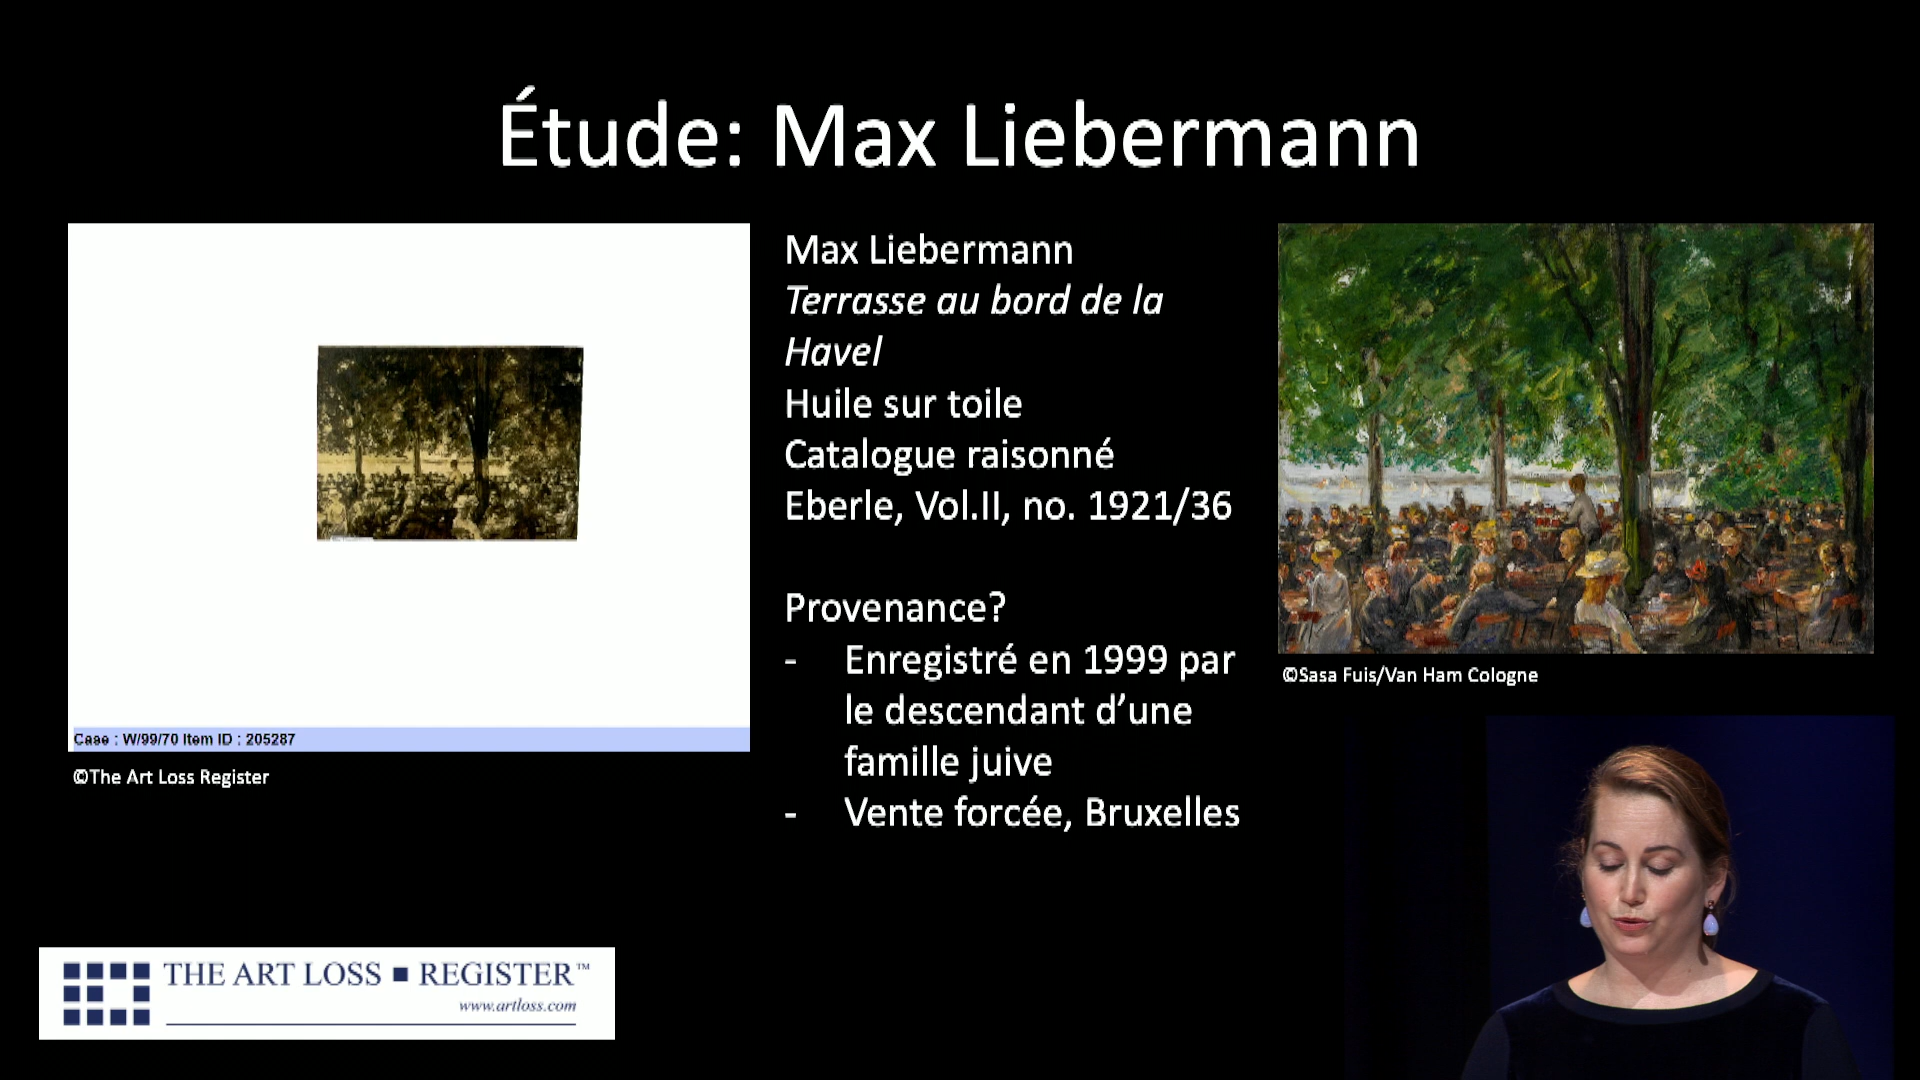 Étude: Max Liebermann
Case : W/99/70 Item ID : 205287
©The Art Loss Register
Max Liebermann
Terrasse au bord de la
Havel
Huile sur toile
Catalogue raisonné
Eberle, Vol.II, no. 1921/36
Provenance?
- Enregistré en 1999 par
le descendant d’une
famille juive
- Vente forcée, Bruxelles
©Sasa Fuis/Van Ham Cologne
THE ART LOSS ■ REGISTER™
www.artloss.com